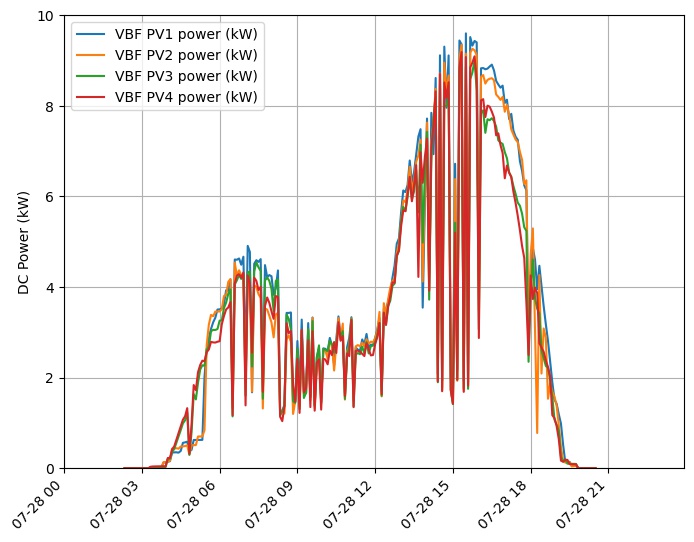 10
8
6
4
2
0
DC Power (kW)
VBF PV1 power (kW)
VBF PV2 power (kW)
VBF PV3 power (kW)
VBF PV4 power (kW)
07-28 00
07-28 03
07-28 06
07-28 09
07-28 12
07-28 15
07-28 18
07-28 21